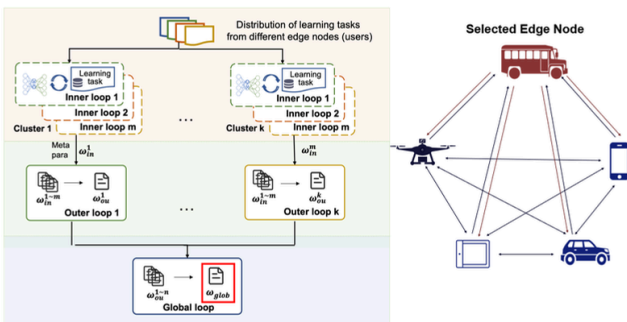 Distribution of learning tasks
from different edge nodes (users)
Learning
task
Inner loop 1
Inner loop 2
Inner loop m
Cluster 1
...
Learning
task
Inner loop 1
Inner loop 2
Inner loop m
Cluster k
Meta
para
ω_in^1
ω_in^m
ω_in^1~m
ω_ou^1
Outer loop 1
...
ω_in^1~m
ω_ou^k
Outer loop k
ω_ou^1~n
ω_glob
Global loop
Selected Edge Node